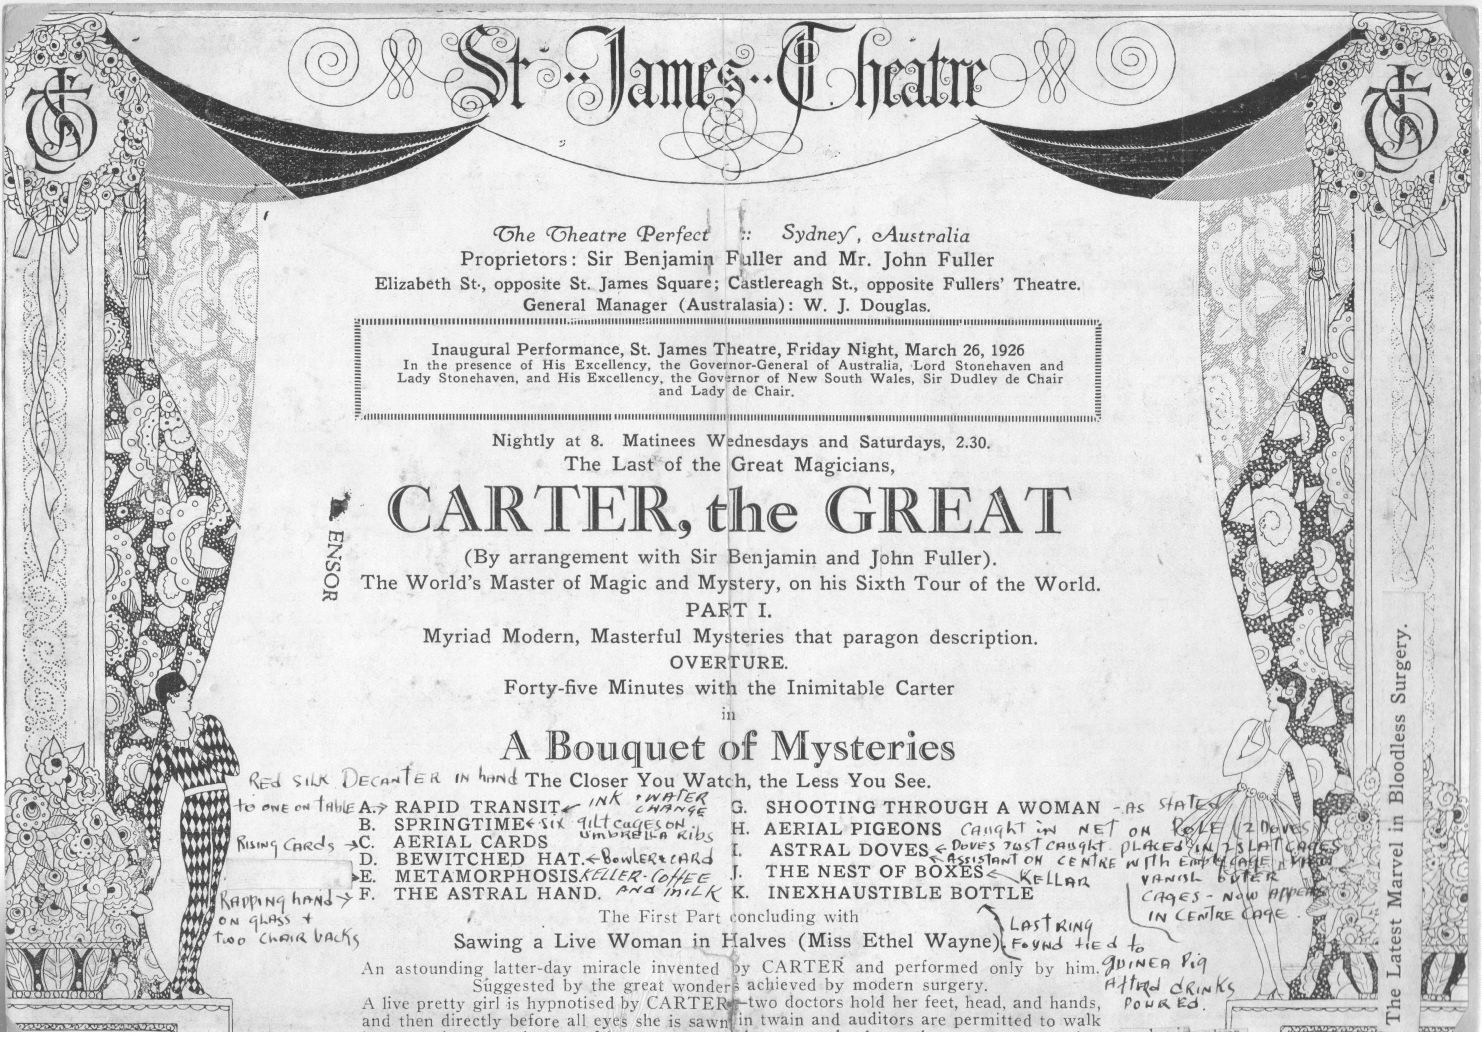 St. James Theatre
The Theatre Perfect :: Sydney, Australia
Proprietors: Sir Benjamin Fuller and Mr. John Fuller
Elizabeth St., opposite St. James Square; Castlereagh St., opposite Fullers' Theatre.
General Manager (Australasia): W. J. Douglas.
Inaugural Performance, St. James Theatre, Friday Night, March 26, 1926
In the presence of His Excellency, the Governor-General of Australia, Lord Stonehaven and
Lady Stonehaven, and His Excellency, the Governor of New South Wales, Sir Dudley de Chair
and Lady de Chair.
Nightly at 8. Matinees Wednesdays and Saturdays, 2.30.
The Last of the Great Magicians,
CARTER, the GREAT
ENSOR
(By arrangement with Sir Benjamin and John Fuller).
The World's Master of Magic and Mystery, on his Sixth Tour of the World.
PART I.
Myriad Modern, Masterful Mysteries that paragon description.
OVERTURE.
Forty-five Minutes with the Inimitable Carter
in
A Bouquet of Mysteries
RED SILK DECANTER IN hAND The Closer You Watch, the Less You See.
to ONE ON TABLE A. RAPID TRANSIT INK + WATER CHANGE
B. SPRINGTIME SIX gilt CAGES ON UMBRELLA RIBS
RISING CARDS C. AERIAL CARDS
D. BEWITCHED HAT. BOWLER + CARD
E. METAMORPHOSIS KELLER - COFFEE AND MILK
RAPPING hAND F. THE ASTRAL HAND.
ON GLASS +
TWO CHAIR BACKS
G. SHOOTING THROUGH A WOMAN - AS STATED
H. AERIAL PIGEONS CAUGHT IN NET ON POLE (2 DOVES)
I. ASTRAL DOVES DOVES JUST CAUGHT PLACED IN 2 SLAT CAGES
ASSISTANT ON CENTRE WITH EMPTY CAGE
J. THE NEST OF BOXES KELLAR
VANISH OUTER
CAGES - NOW APPEAR
IN CENTRE CAGE.
K. INEXHAUSTIBLE BOTTLE
LAST RING
FOUND TIED to
GUINEA PIG
AFTER DRINKS
POURED.
The First Part concluding with
Sawing a Live Woman in Halves (Miss Ethel Wayne).
An astounding latter-day miracle invented by CARTER and performed only by him.
Suggested by the great wonders achieved by modern surgery.
A live pretty girl is hypnotised by CARTER—two doctors hold her feet, head, and hands,
and then directly before all eyes she is sawn in twain and auditors are permitted to walk
The Latest Marvel in Bloodless Surgery.